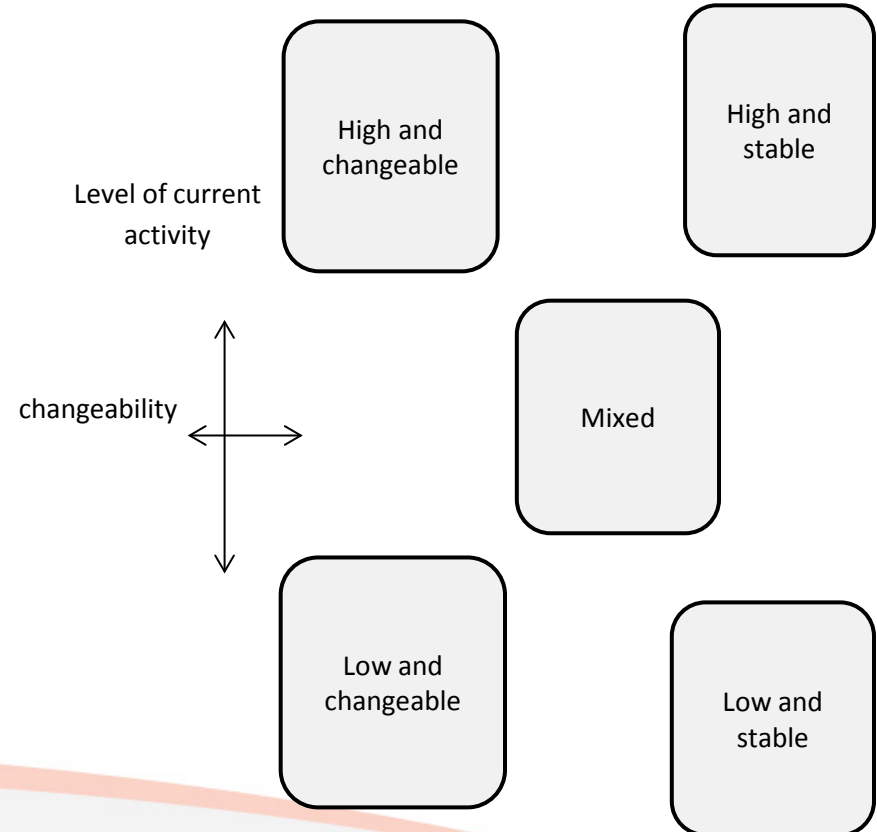 High and
changeable
High and
stable
Level of current
activity
changeability
Mixed
Low and
changeable
Low and
stable